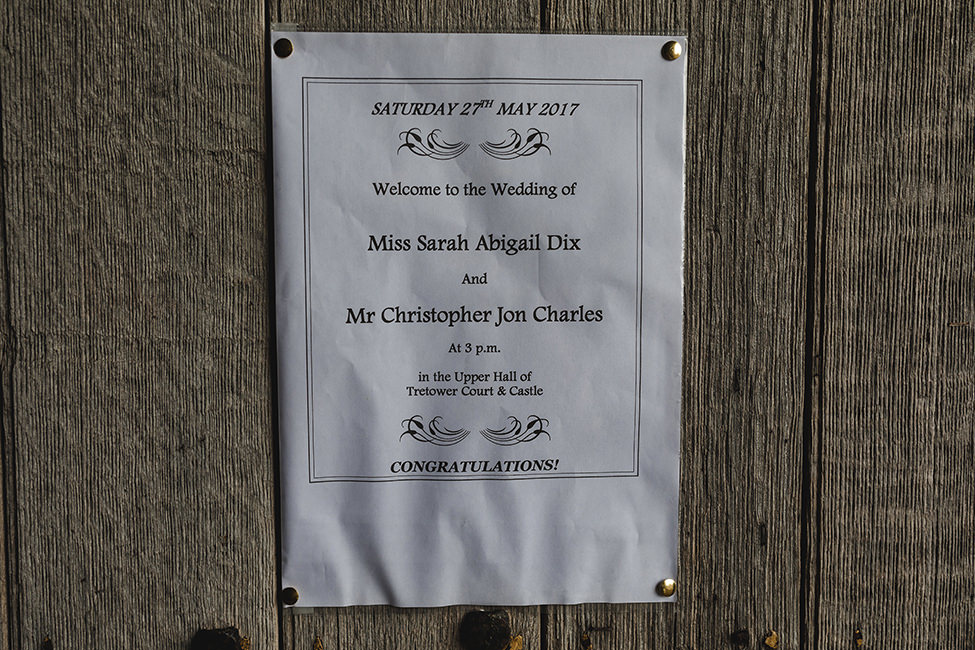 SATURDAY 27TH MAY 2017
Welcome to the Wedding of
Miss Sarah Abigail Dix
And
Mr Christopher Jon Charles
At 3 p.m.
in the Upper Hall of
Tretower Court & Castle
CONGRATULATIONS!